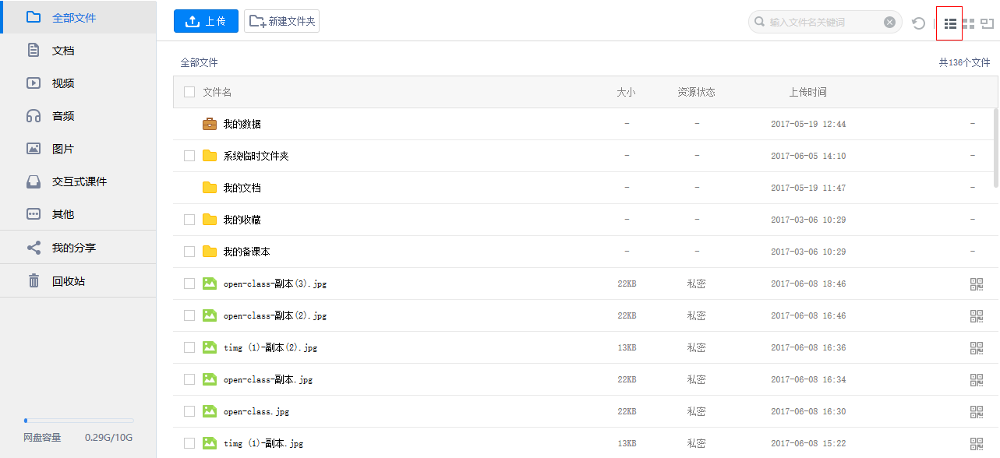 全部文件
文档
视频
音频
图片
交互式课件
其他
我的分享
回收站
网盘容量 0.29G/10G
上传 新建文件夹 输入文件名关键词
全部文件 共136个文件
文件名 大小 资源状态 上传时间
我的数据 - - 2017-05-19 12:44 -
系统临时文件夹 - - 2017-06-05 14:10 -
我的文档 - - 2017-05-19 11:47 -
我的收藏 - - 2017-03-06 10:29 -
我的备课本 - - 2017-03-06 10:29 -
open-class-副本(3).jpg 22KB 私密 2017-06-08 18:46
open-class-副本(2).jpg 22KB 私密 2017-06-08 16:46
timg (1)-副本(2).jpg 13KB 私密 2017-06-08 16:36
open-class-副本.jpg 22KB 私密 2017-06-08 16:34
open-class.jpg 22KB 私密 2017-06-08 16:30
timg (1)-副本.jpg 13KB 私密 2017-06-08 15:22